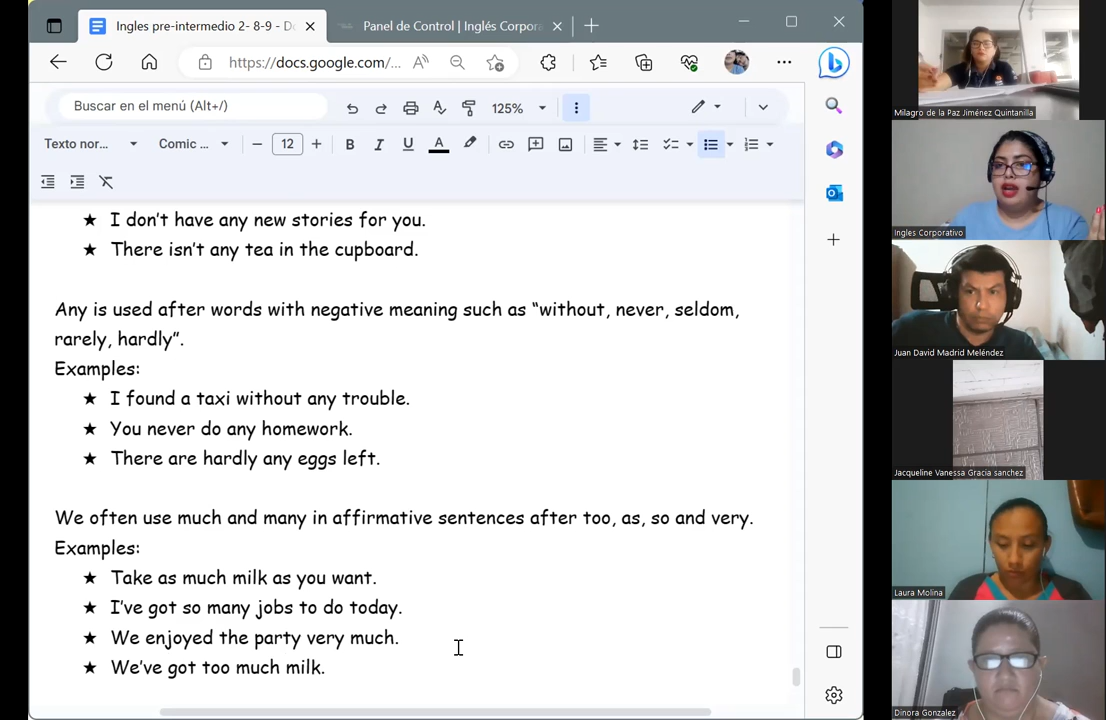 Ingles pre-intermedio 2- 8-9 - D
Panel de Control | Inglés Corpor
https://docs.google.com/...
Buscar en el menú (Alt+/)
125%
Texto nor...
Comic ...
12
B I U A
★ I don't have any new stories for you.
★ There isn't any tea in the cupboard.
Any is used after words with negative meaning such as “without, never, seldom,
rarely, hardly”.
Examples:
★ I found a taxi without any trouble.
★ You never do any homework.
★ There are hardly any eggs left.
We often use much and many in affirmative sentences after too, as, so and very.
Examples:
★ Take as much milk as you want.
★ I've got so many jobs to do today.
★ We enjoyed the party very much.
★ We've got too much milk.
Milagro de la Paz Jiménez Quintanilla
Ingles Corporativo
Juan David Madrid Meléndez
Jacqueline Vanessa Gracia sanchez
Laura Molina
Dinora Gonzalez